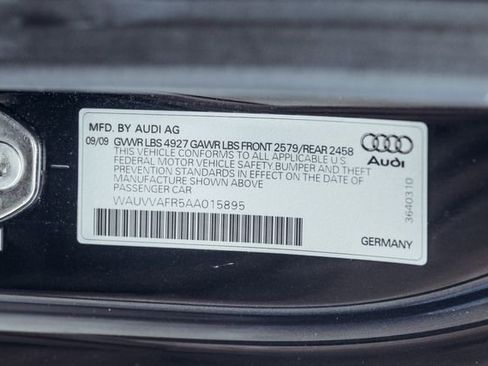 MFD. BY AUDI AG
09/09 GVWR LBS 4927 GAWR LBS FRONT 2579/REAR 2458
THIS VEHICLE CONFORMS TO ALL APPLICABLE U.S.
FEDERAL MOTOR VEHICLE SAFETY, BUMPER AND THEFT
PREVENTION STANDARDS IN EFFECT ON THE DATE OF
MANUFACTURE SHOWN ABOVE
PASSENGER CAR
WAUVVAFR5AA015895
Audi
3640310
GERMANY